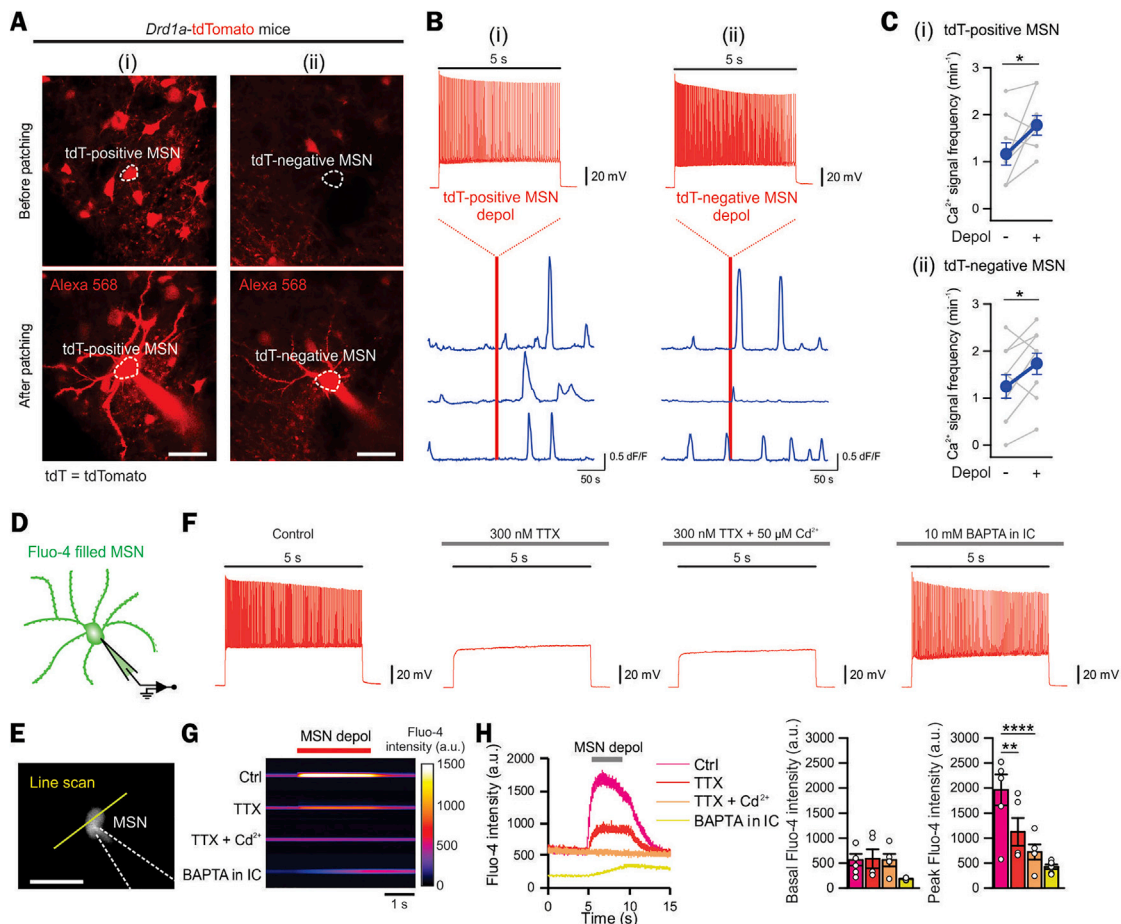 A
Drd1a-tdTomato mice
(i)
(ii)
Before patching
tdT-positive MSN
tdT-negative MSN
After patching
Alexa 568
tdT-positive MSN
Alexa 568
tdT-negative MSN
tdT = tdTomato
B
(i)
(ii)
5 s
5 s
20 mV
20 mV
tdT-positive MSN
depol
tdT-negative MSN
depol
0.5 dF/F
50 s
0.5 dF/F
50 s
C
(i) tdT-positive MSN
*
Ca²⁺ signal frequency (min⁻¹)
3
2
1
0
Depol - +
(ii) tdT-negative MSN
*
Ca²⁺ signal frequency (min⁻¹)
3
2
1
0
Depol - +
D
Fluo-4 filled MSN
E
Line scan
MSN
F
Control
5 s
20 mV
300 nM TTX
5 s
20 mV
300 nM TTX + 50 µM Cd²⁺
5 s
20 mV
10 mM BAPTA in IC
5 s
20 mV
G
MSN depol
Fluo-4
intensity (a.u.)
Ctrl
TTX
TTX + Cd²⁺
BAPTA in IC
1500
1000
500
0
1 s
H
MSN depol
Fluo-4 intensity (a.u.)
2000
1500
1000
500
0
0 5 10 15
Time (s)
Ctrl
TTX
TTX + Cd²⁺
BAPTA in IC
Basal Fluo-4 intensity (a.u.)
3000
2500
2000
1500
1000
500
0
Peak Fluo-4 intensity (a.u.)
3000
2500
2000
1500
1000
500
0
****
**